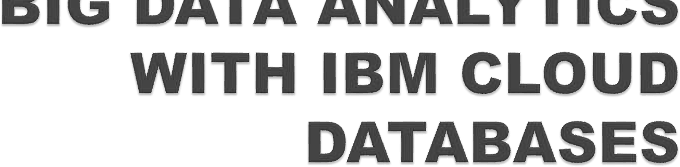 BIG DATA ANALYTICS
WITH IBM CLOUD
DATABASES